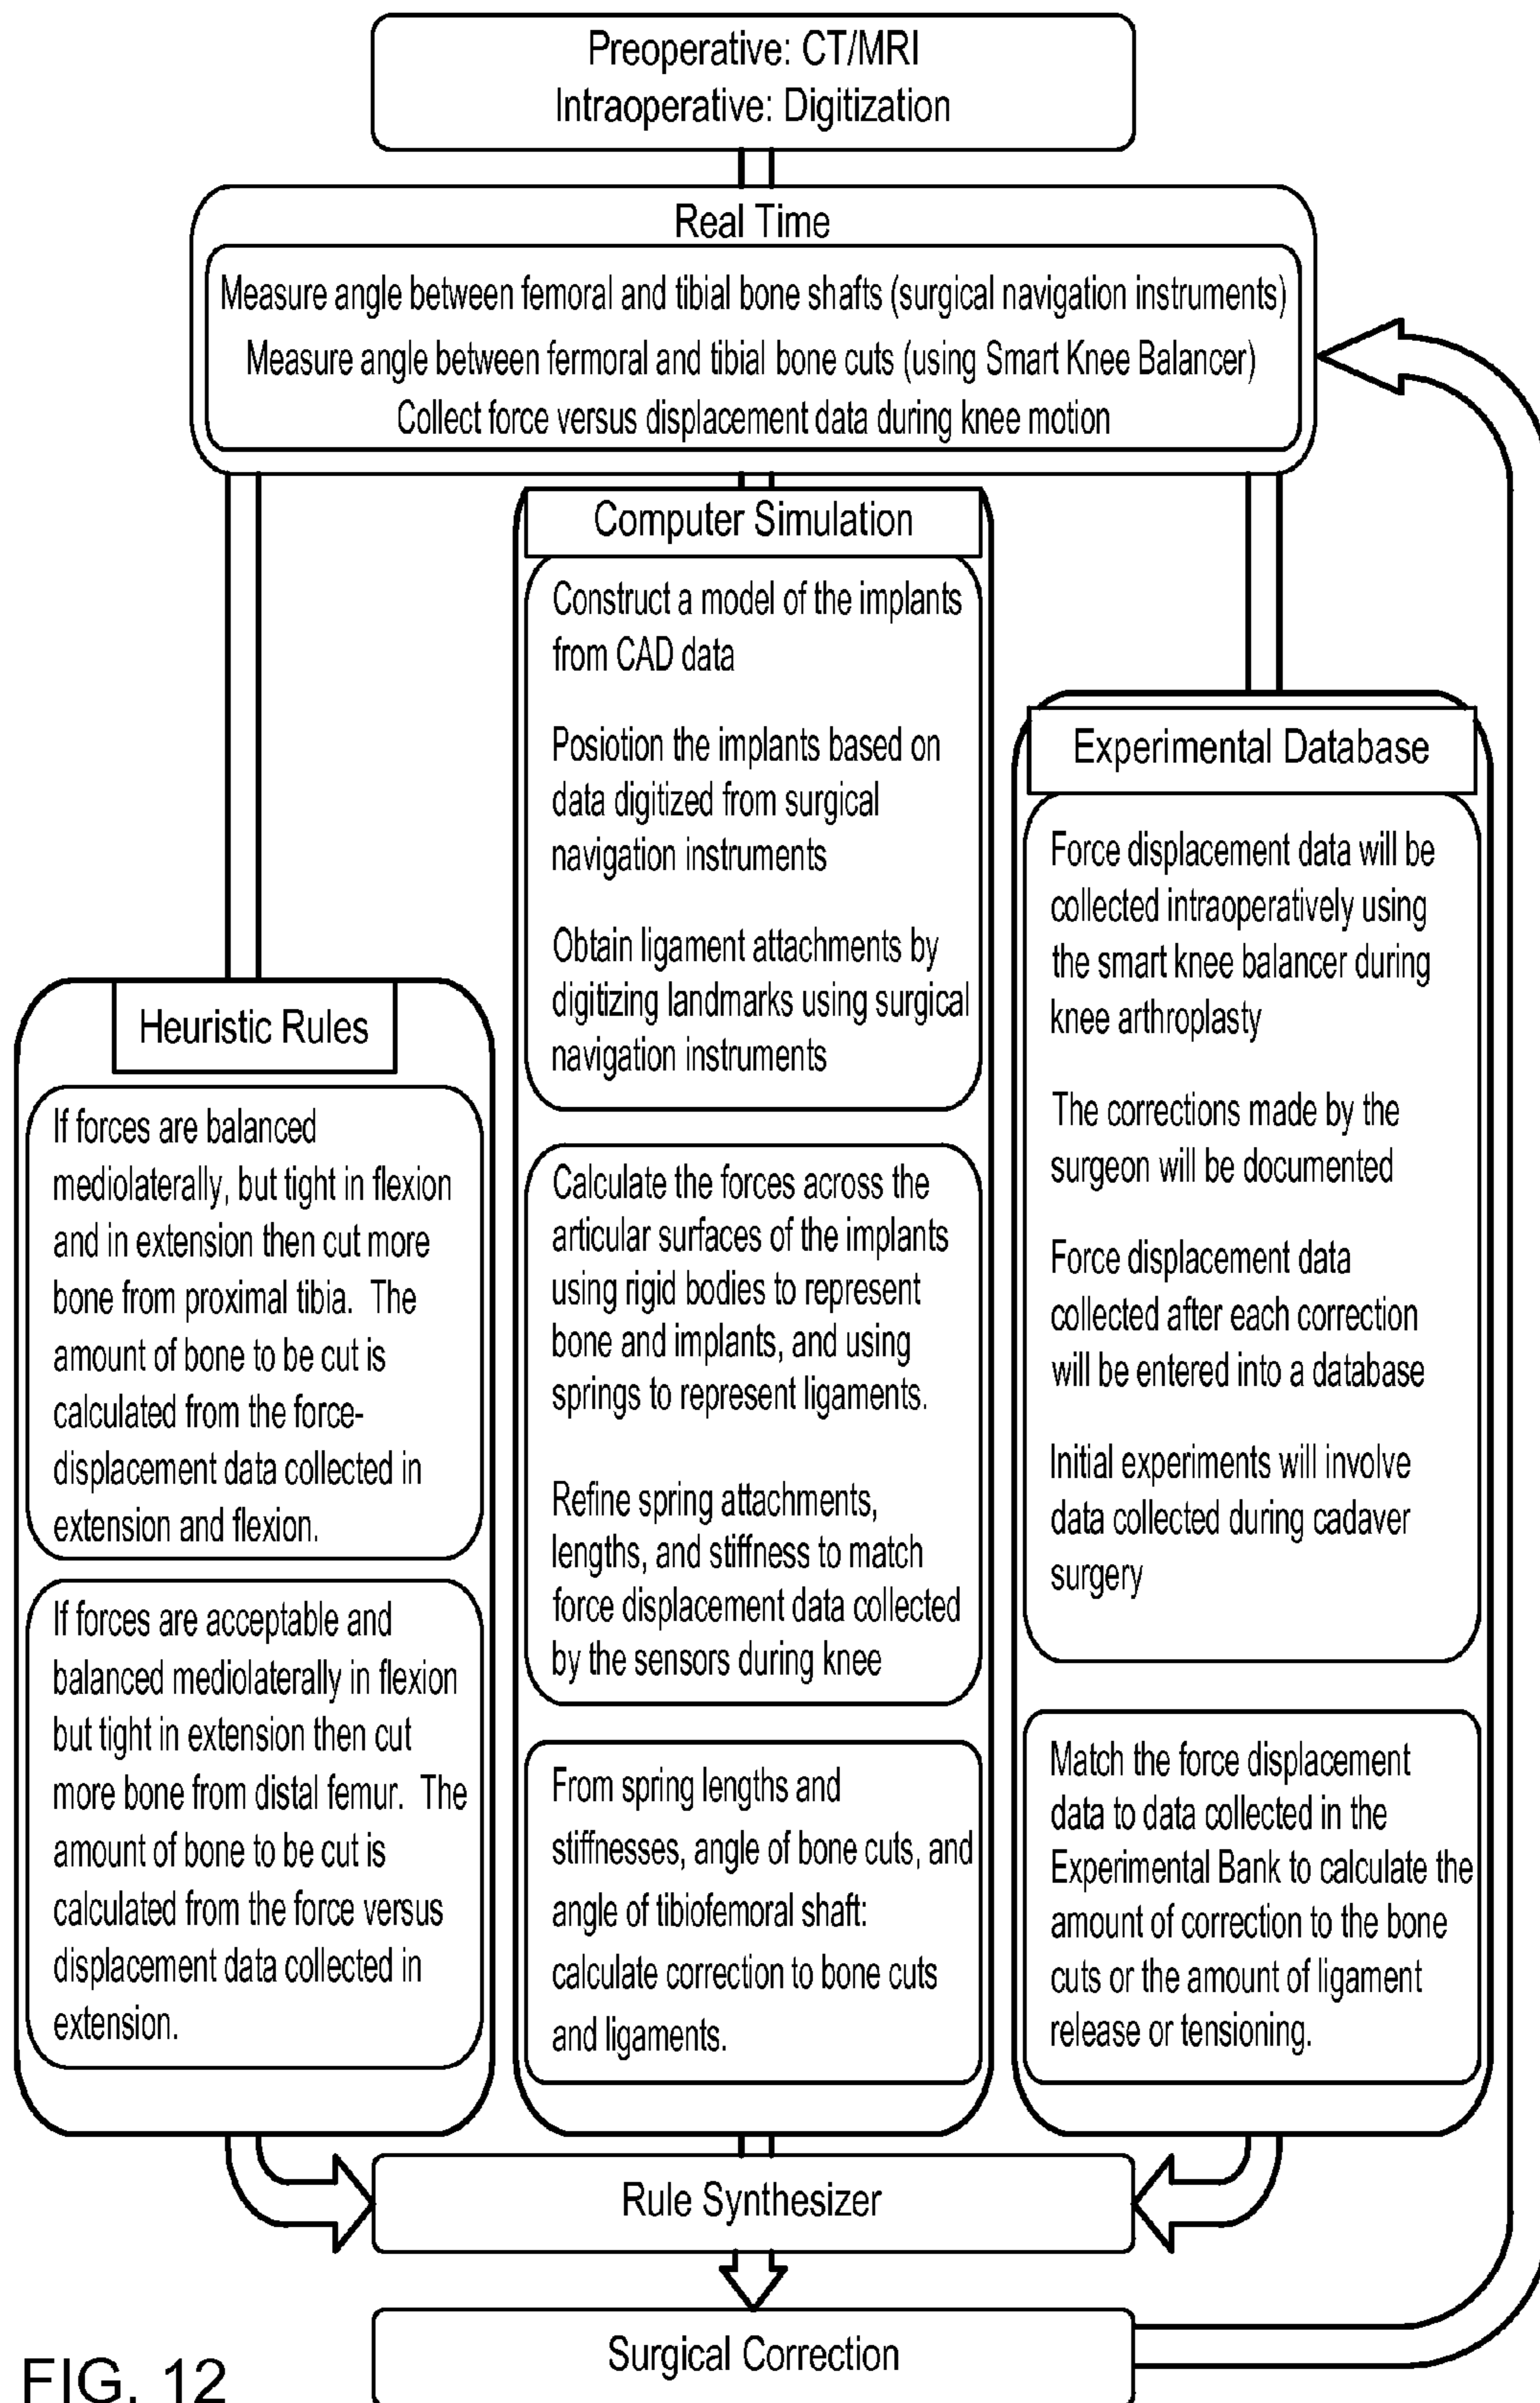 Preoperative: CT/MRI
Intraoperative: Digitization
Real Time
Measure angle between femoral and tibial bone shafts (surgical navigation instruments)
Measure angle between fermoral and tibial bone cuts (using Smart Knee Balancer)
Collect force versus displacement data during knee motion
Heuristic Rules
If forces are balanced
mediolaterally, but tight in flexion
and in extension then cut more
bone from proximal tibia. The
amount of bone to be cut is
calculated from the force-
displacement data collected in
extension and flexion.
If forces are acceptable and
balanced mediolaterally in flexion
but tight in extension then cut
more bone from distal femur. The
amount of bone to be cut is
calculated from the force versus
displacement data collected in
extension.
Computer Simulation
Construct a model of the implants
from CAD data
Posiotion the implants based on
data digitized from surgical
navigation instruments
Obtain ligament attachments by
digitizing landmarks using surgical
navigation instruments
Calculate the forces across the
articular surfaces of the implants
using rigid bodies to represent
bone and implants, and using
springs to represent ligaments.
Refine spring attachments,
lengths, and stiffness to match
force displacement data collected
by the sensors during knee
From spring lengths and
stiffnesses, angle of bone cuts, and
angle of tibiofemoral shaft:
calculate correction to bone cuts
and ligaments.
Experimental Database
Force displacement data will be
collected intraoperatively using
the smart knee balancer during
knee arthroplasty
The corrections made by the
surgeon will be documented
Force displacement data
collected after each correction
will be entered into a database
Initial experiments will involve
data collected during cadaver
surgery
Match the force displacement
data to data collected in the
Experimental Bank to calculate the
amount of correction to the bone
cuts or the amount of ligament
release or tensioning.
Rule Synthesizer
Surgical Correction
FIG. 12